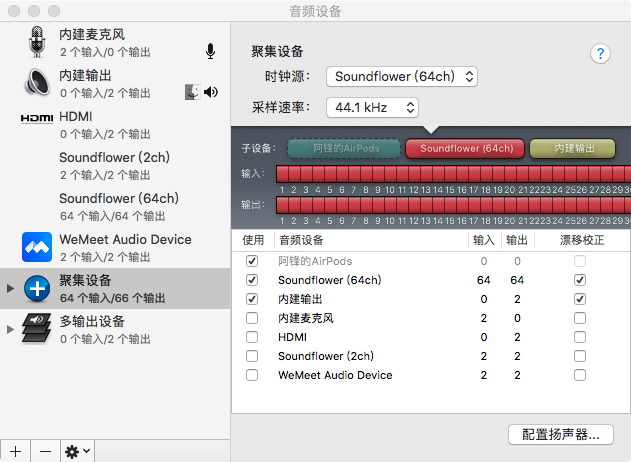 音频设备
内建麦克风
2 个输入/0 个输出
内建输出
0 个输入/2 个输出
HDMI
HDMI
0 个输入/2 个输出
Soundflower (2ch)
2 个输入/2 个输出
Soundflower (64ch)
64 个输入/64 个输出
WeMeet Audio Device
2 个输入/2 个输出
聚集设备
64 个输入/66 个输出
多输出设备
0 个输入/2 个输出
聚集设备
?
时钟源： Soundflower (64ch)
采样速率： 44.1 kHz
子设备： 阿锋的AirPods Soundflower (64ch) 内建输出
输入：
1 2 3 4 5 6 7 8 9 10 11 12 13 14 15 16 17 18 19 20 21 22 23 24 25 26 27 28 29 30
输出：
1 2 3 4 5 6 7 8 9 10 11 12 13 14 15 16 17 18 19 20 21 22 23 24 25 26 27 28 29 30
使用 音频设备 输入 输出 漂移校正
阿锋的AirPods 0 0
Soundflower (64ch) 64 64
内建输出 0 2
内建麦克风 2 0
HDMI 0 2
Soundflower (2ch) 2 2
WeMeet Audio Device 2 2
配置扬声器...